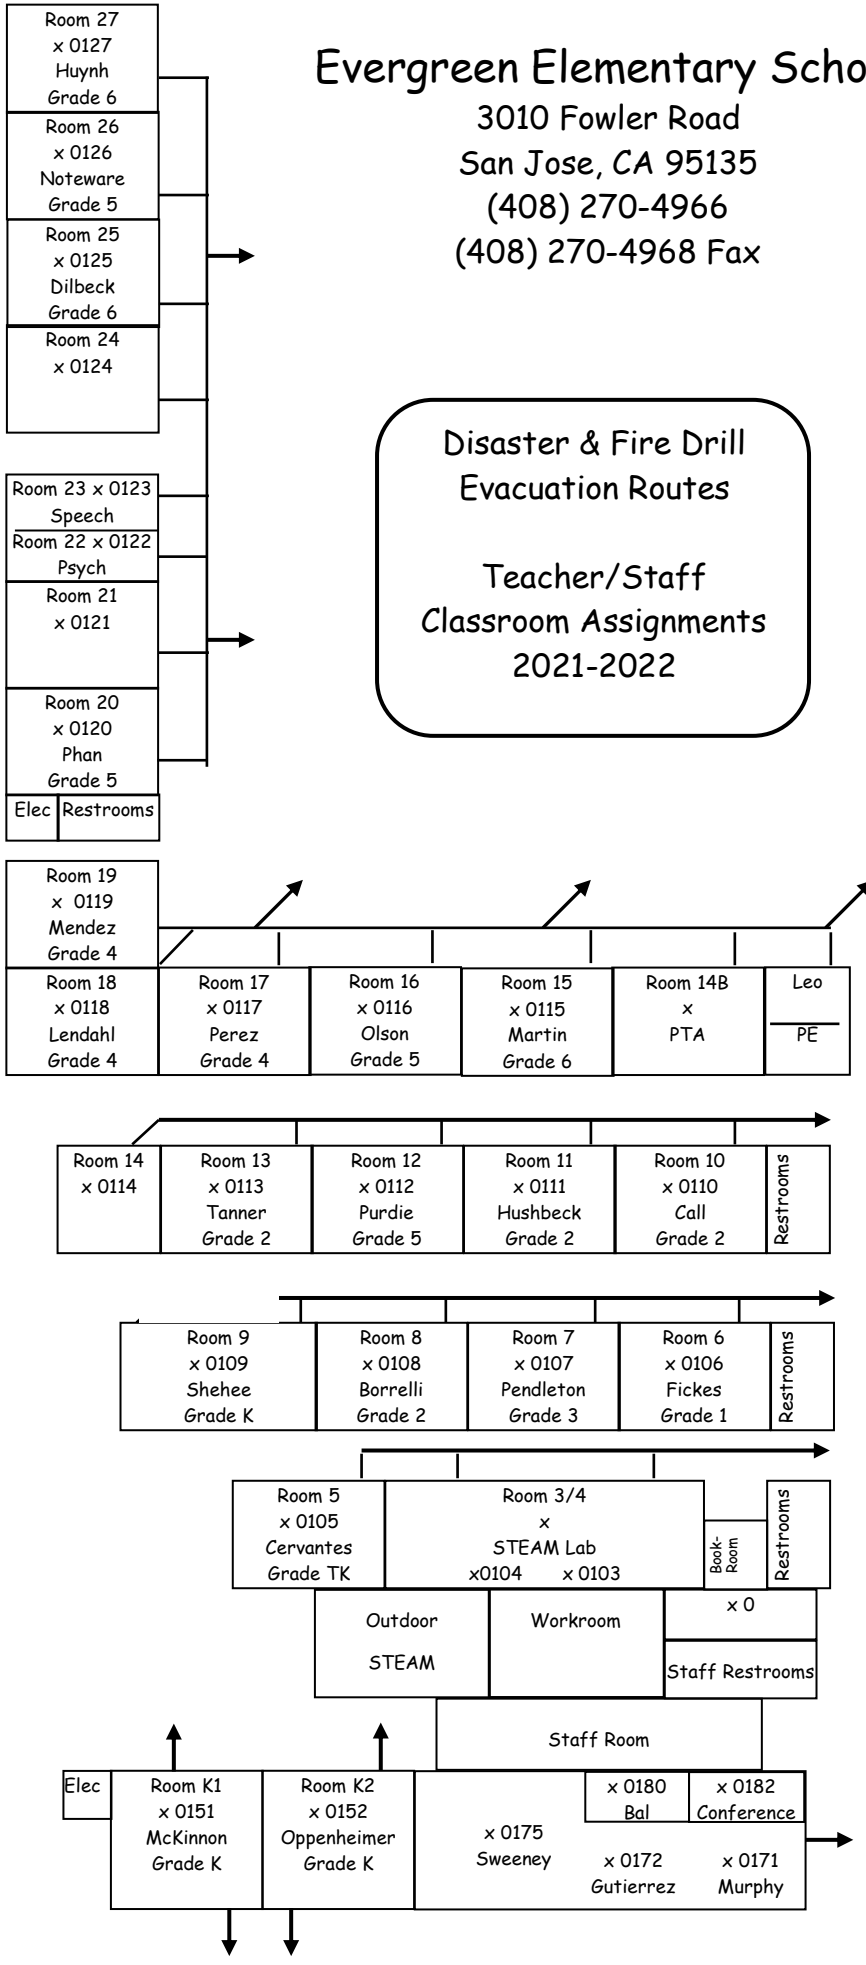 Evergreen Elementary Scho
3010 Fowler Road
San Jose, CA 95135
(408) 270-4966
(408) 270-4968 Fax
Disaster & Fire Drill
Evacuation Routes
Teacher/Staff
Classroom Assignments
2021-2022
Room 27
x 0127
Huynh
Grade 6
Room 26
x 0126
Noteware
Grade 5
Room 25
x 0125
Dilbeck
Grade 6
Room 24
x 0124
Room 23 x 0123
Speech
Room 22 x 0122
Psych
Room 21
x 0121
Room 20
x 0120
Phan
Grade 5
Elec
Restrooms
Room 19
x 0119
Mendez
Grade 4
Room 18
x 0118
Lendahl
Grade 4
Room 17
x 0117
Perez
Grade 4
Room 16
x 0116
Olson
Grade 5
Room 15
x 0115
Martin
Grade 6
Room 14B
x
PTA
Leo
PE
Room 14
x 0114
Room 13
x 0113
Tanner
Grade 2
Room 12
x 0112
Purdie
Grade 5
Room 11
x 0111
Hushbeck
Grade 2
Room 10
x 0110
Call
Grade 2
Restrooms
Room 9
x 0109
Shehee
Grade K
Room 8
x 0108
Borrelli
Grade 2
Room 7
x 0107
Pendleton
Grade 3
Room 6
x 0106
Fickes
Grade 1
Restrooms
Room 5
x 0105
Cervantes
Grade TK
Room 3/4
x
STEAM Lab
x0104 x 0103
Book-
Room
Restrooms
Outdoor
STEAM
Workroom
x 0
Staff Restrooms
Staff Room
Elec
Room K1
x 0151
McKinnon
Grade K
Room K2
x 0152
Oppenheimer
Grade K
x 0175
Sweeney
x 0180
Bal
x 0182
Conference
x 0172
Gutierrez
x 0171
Murphy